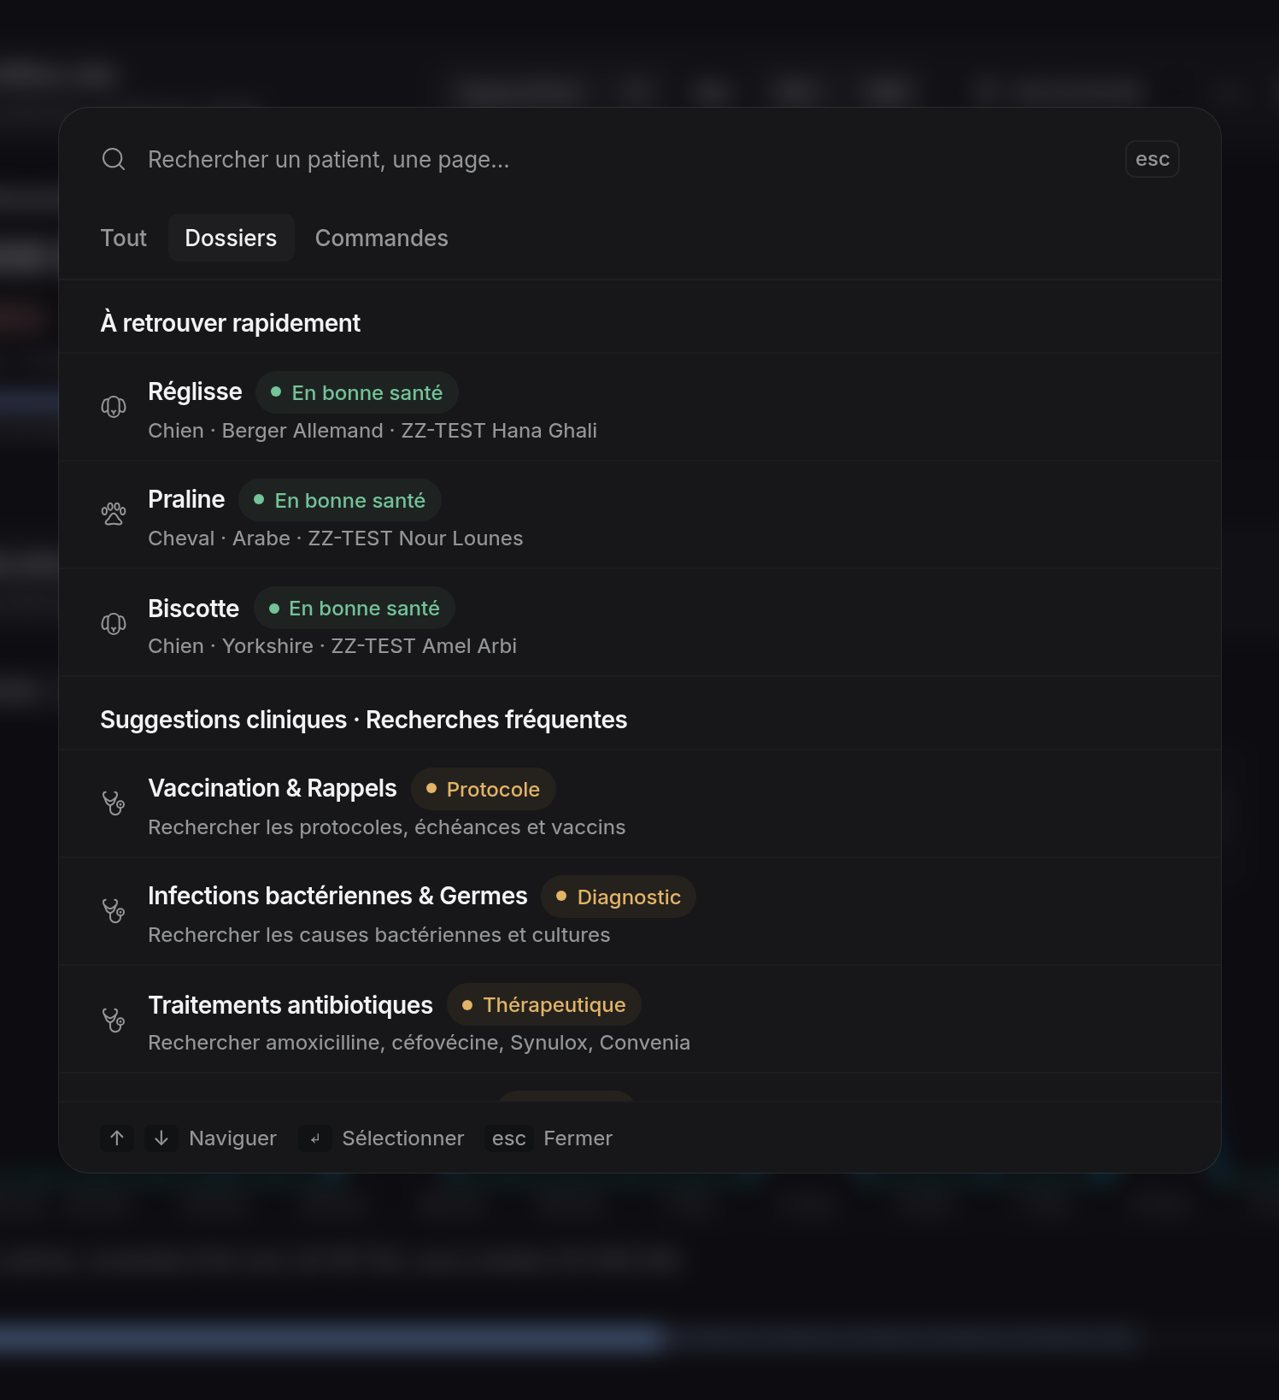 Rechercher un patient, une page...
esc
Tout Dossiers Commandes
À retrouver rapidement
Réglisse En bonne santé
Chien · Berger Allemand · ZZ-TEST Hana Ghali
Praline En bonne santé
Cheval · Arabe · ZZ-TEST Nour Lounes
Biscotte En bonne santé
Chien · Yorkshire · ZZ-TEST Amel Arbi
Suggestions cliniques · Recherches fréquentes
Vaccination & Rappels Protocole
Rechercher les protocoles, échéances et vaccins
Infections bactériennes & Germes Diagnostic
Rechercher les causes bactériennes et cultures
Traitements antibiotiques Thérapeutique
Rechercher amoxicilline, céfovécine, Synulox, Convenia
↑ ↓ Naviguer ↲ Sélectionner esc Fermer